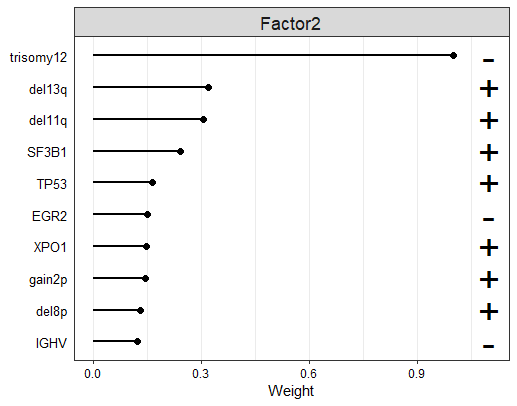 Factor2
trisomy12 -
del13q +
del11q +
SF3B1 +
TP53 +
EGR2 -
XPO1 +
gain2p +
del8p +
IGHV -
0.0 0.3 0.6 0.9
Weight